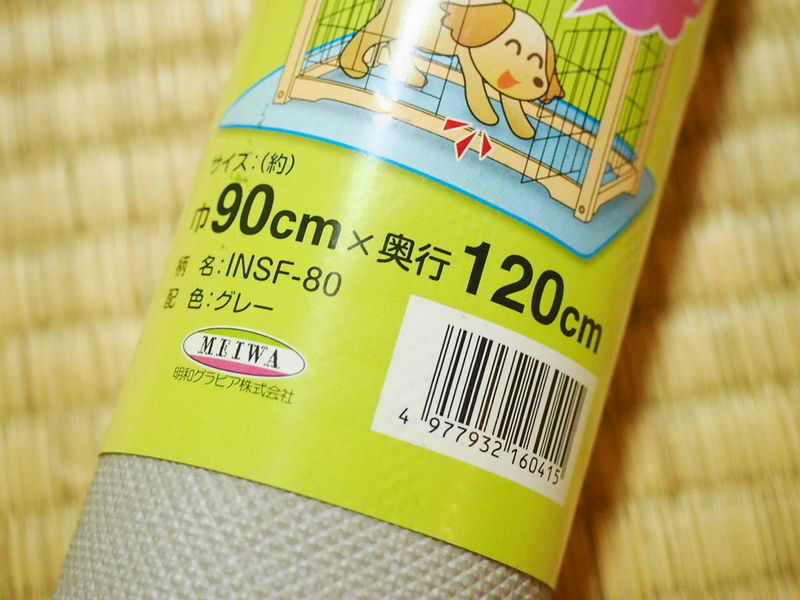 サイズ:(約)
巾90cm×奥行120cm
柄 名:INSF-80
配 色:グレー
MEIWA
明和グラビア株式会社
4 977932 160415